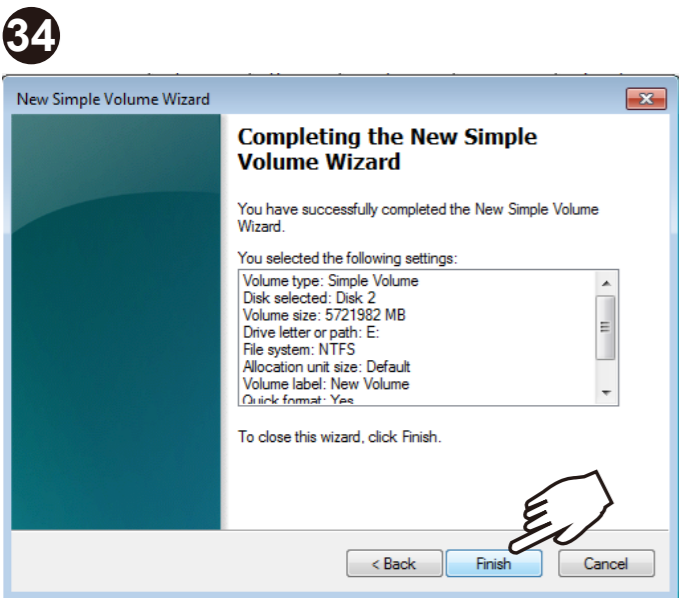 34
New Simple Volume Wizard
Completing the New Simple
Volume Wizard
You have successfully completed the New Simple Volume
Wizard.
You selected the following settings:
Volume type: Simple Volume
Disk selected: Disk 2
Volume size: 5721982 MB
Drive letter or path: E:
File system: NTFS
Allocation unit size: Default
Volume label: New Volume
Quick format: Yes
To close this wizard, click Finish.
< Back
Finish
Cancel